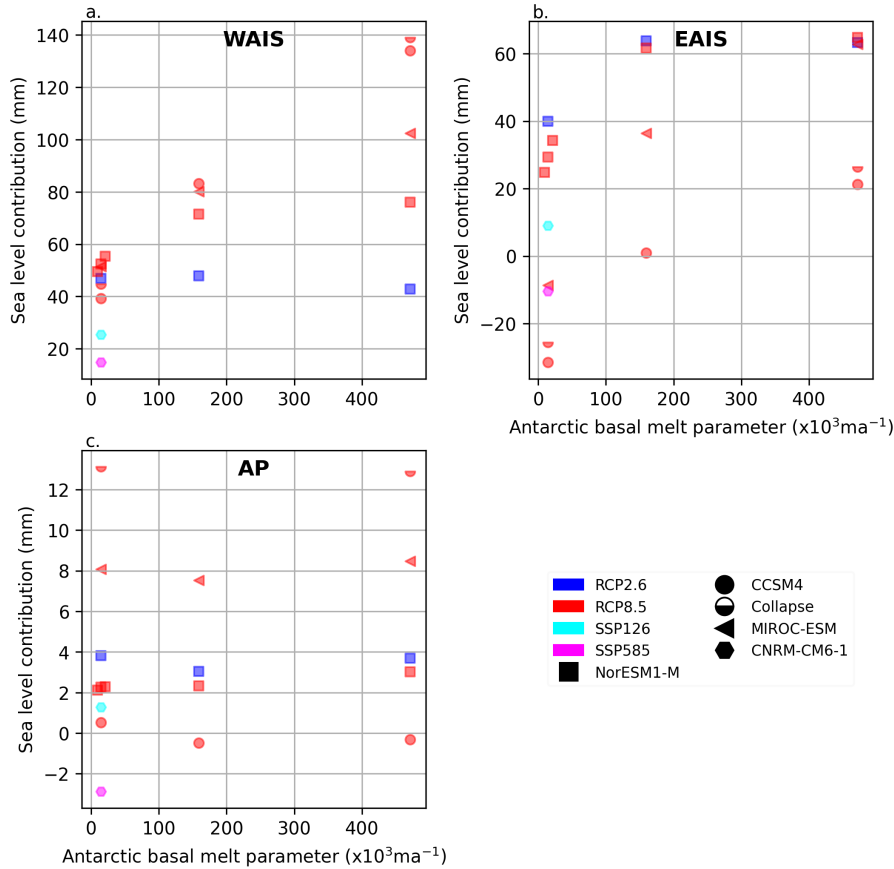 a.
WAIS
Sea level contribution (mm)
140
120
100
80
60
40
20
0 100 200 300 400
b.
EAIS
Sea level contribution (mm)
60
40
20
0
−20
0 100 200 300 400
Antarctic basal melt parameter (x10³ma⁻¹)
c.
AP
Sea level contribution (mm)
12
10
8
6
4
2
0
−2
0 100 200 300 400
Antarctic basal melt parameter (x10³ma⁻¹)
RCP2.6
RCP8.5
SSP126
SSP585
NorESM1-M
CCSM4
Collapse
MIROC-ESM
CNRM-CM6-1